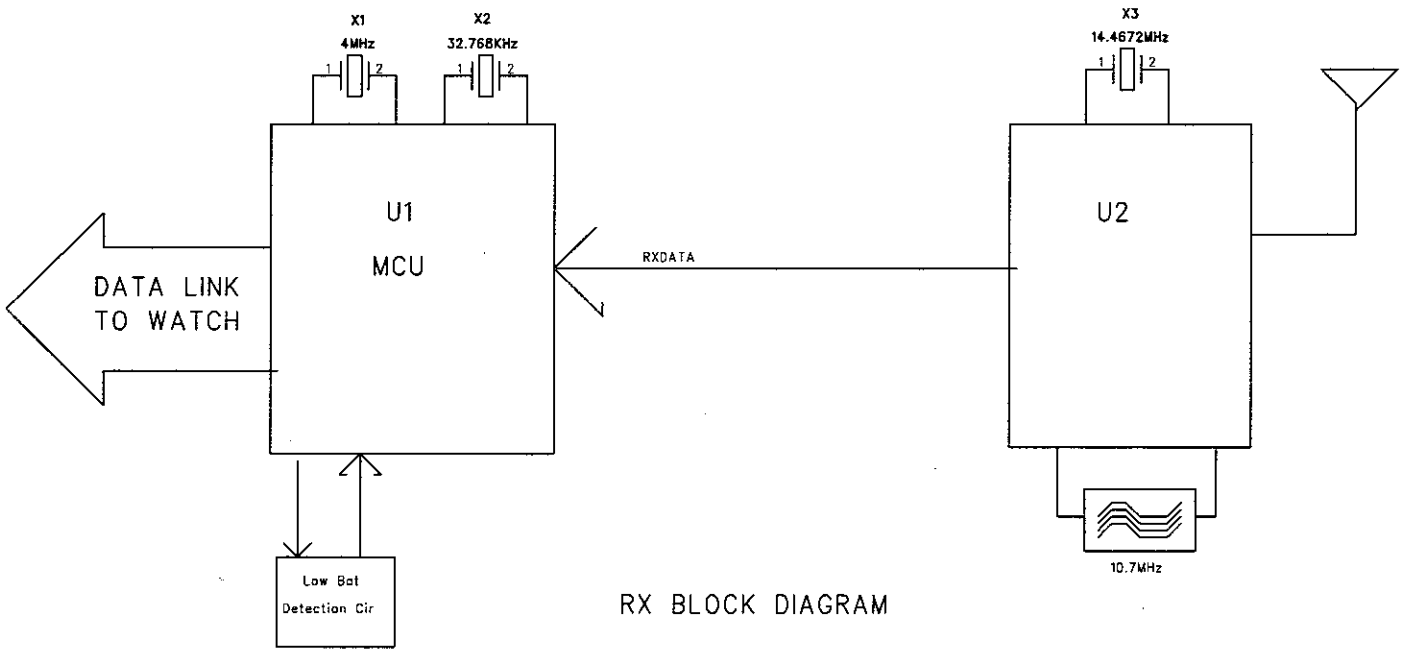 X1
4MHz
1 2
X2
32.768KHz
1 2
X3
14.4672MHz
1 2
U1
MCU
U2
RXDATA
DATA LINK
TO WATCH
Low Bat
Detection Cir
10.7MHz
RX BLOCK DIAGRAM